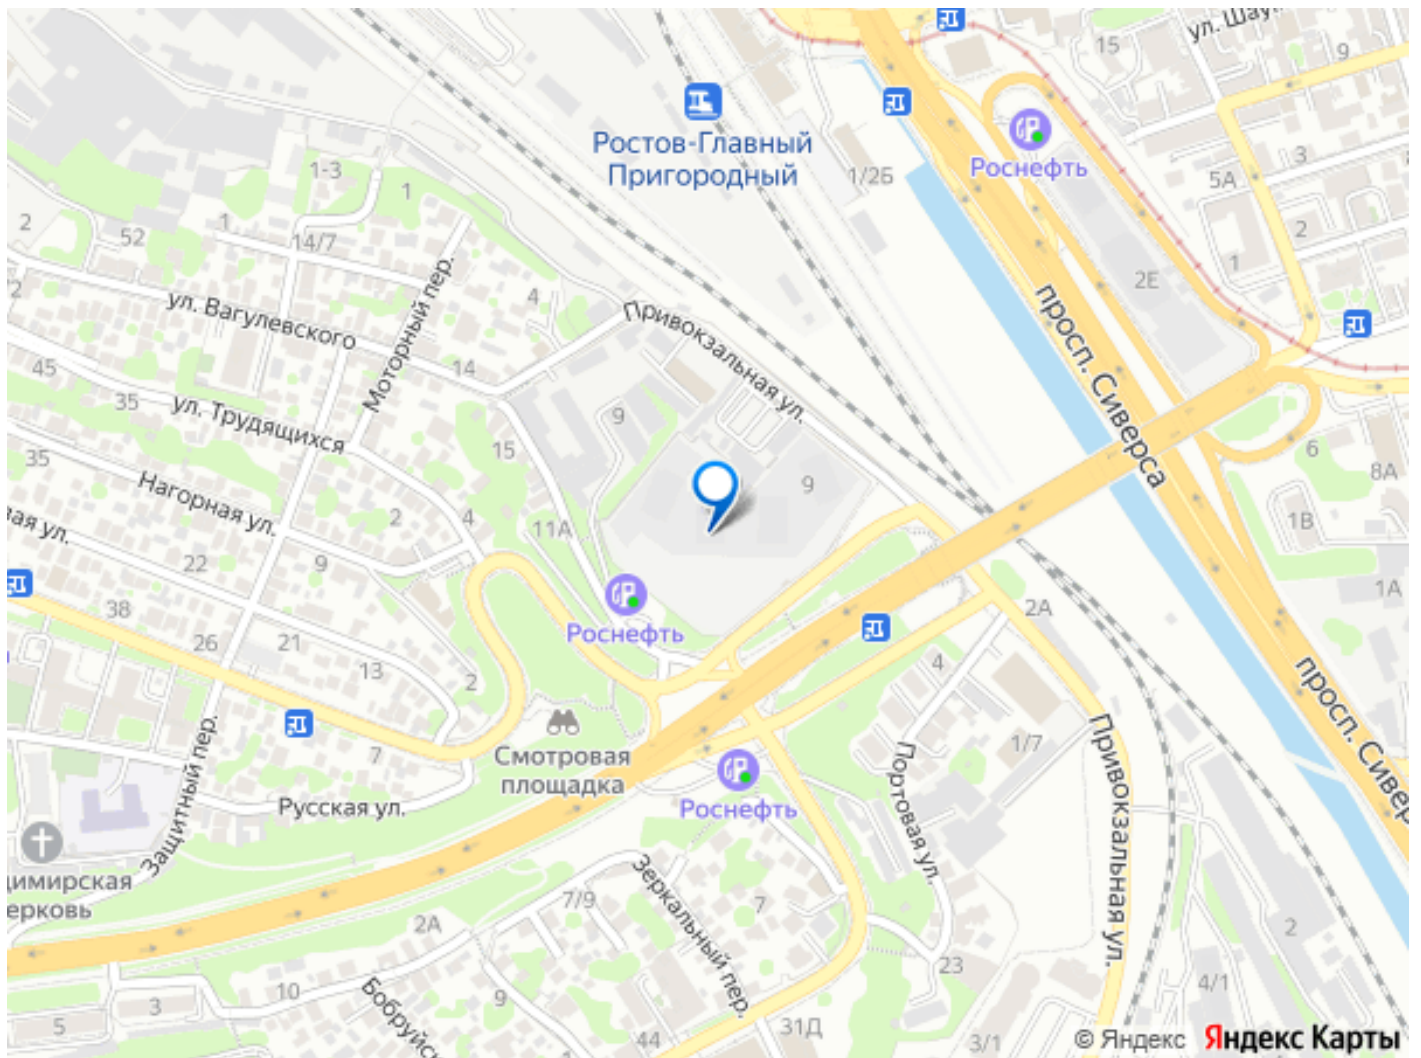 ул. Шау
15
9
Ростов-Главный
Пригородный
Роснефть
1/2Б
3
5А
2
1
2Е
1-3
1
1
2
52
14/7
4
2
ул. Вагулевского
Моторный пер.
Привокзальная ул.
просп. Сиверса
45
35
14
ул. Трудящихся
9
15
35
Нагорная ул.
9
6
8А
2
4
11А
1В
вая ул.
22
9
1А
38
26
21
13
2
Роснефть
2А
4
просп. Сиверс
7
Смотровая
площадка
Защитный пер.
Русская ул.
Роснефть
Портовая ул.
1/7
Привокзальная ул.
димирская
ерковь
2А
7/9
Зеркальный пер.
7
2
10
9
Бобруйс
23
4/1
3
5
44
31Д
3/1
© Яндекс Яндекс Карты